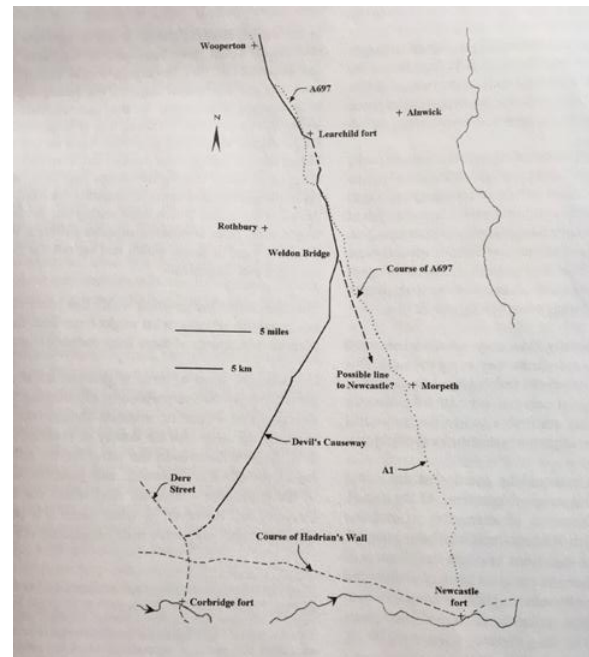 Wooperton
A697
N
Alnwick
Learchild fort
Rothbury
Weldon Bridge
Course of A697
5 miles
5 km
Possible line
to Newcastle?
Morpeth
Devil's Causeway
A1
Dere
Street
Course of Hadrian's Wall
Newcastle
fort
Corbridge fort